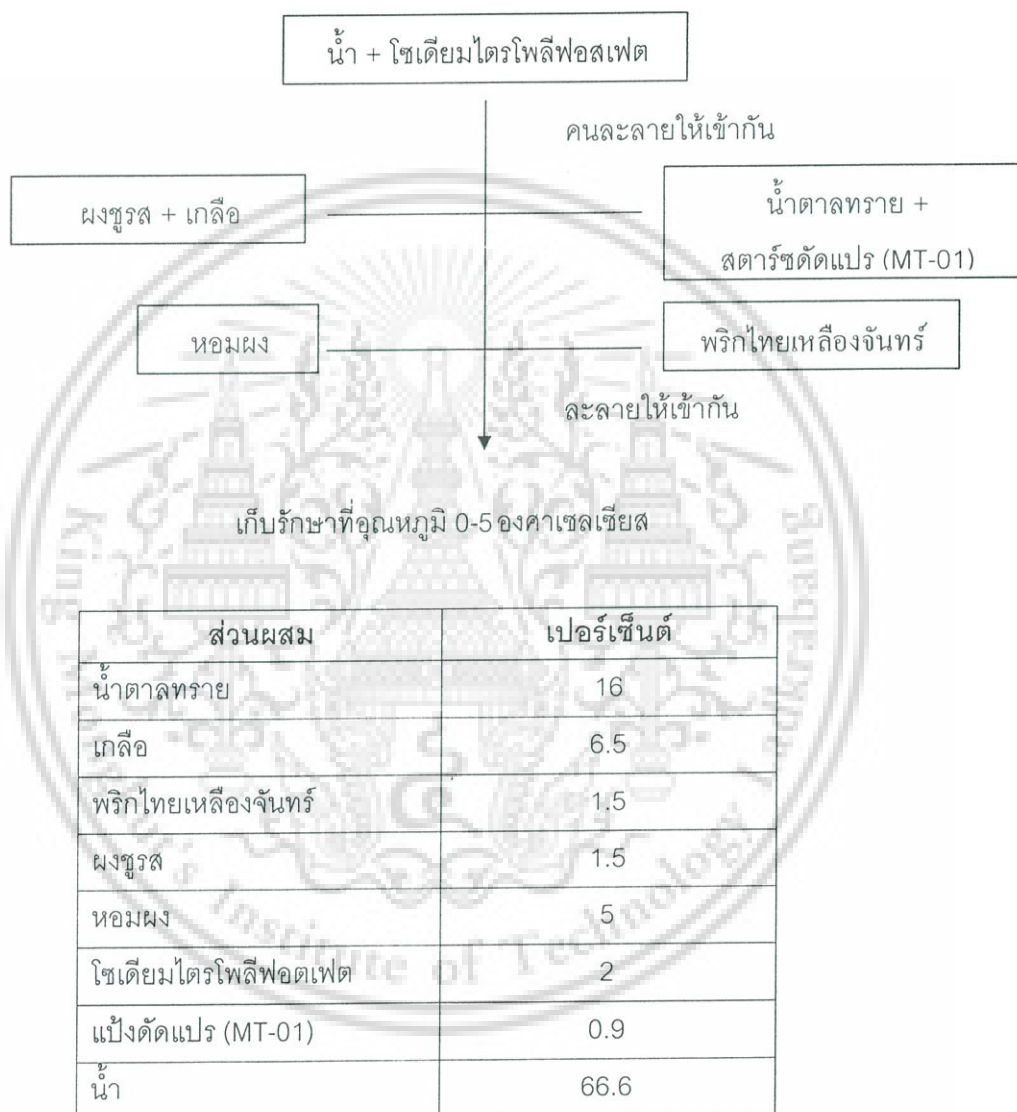 น้ำ + โซเดียมไตรโพลีฟอสเฟต
คนละลายให้เข้ากัน
ผงชูรส + เกลือ
น้ำตาลทราย +
สตาร์ชดัดแปร (MT-01)
หอมผง
พริกไทยเหลืองจันทร์
ละลายให้เข้ากัน
เก็บรักษาที่อุณหภูมิ 0-5 องศาเซลเซียส
ส่วนผสม เปอร์เซ็นต์
น้ำตาลทราย 16
เกลือ 6.5
พริกไทยเหลืองจันทร์ 1.5
ผงชูรส 1.5
หอมผง 5
โซเดียมไตรโพลีฟอตเฟต 2
แป้งดัดแปร (MT-01) 0.9
น้ำ 66.6
's Institute of Technology Ladkrabang